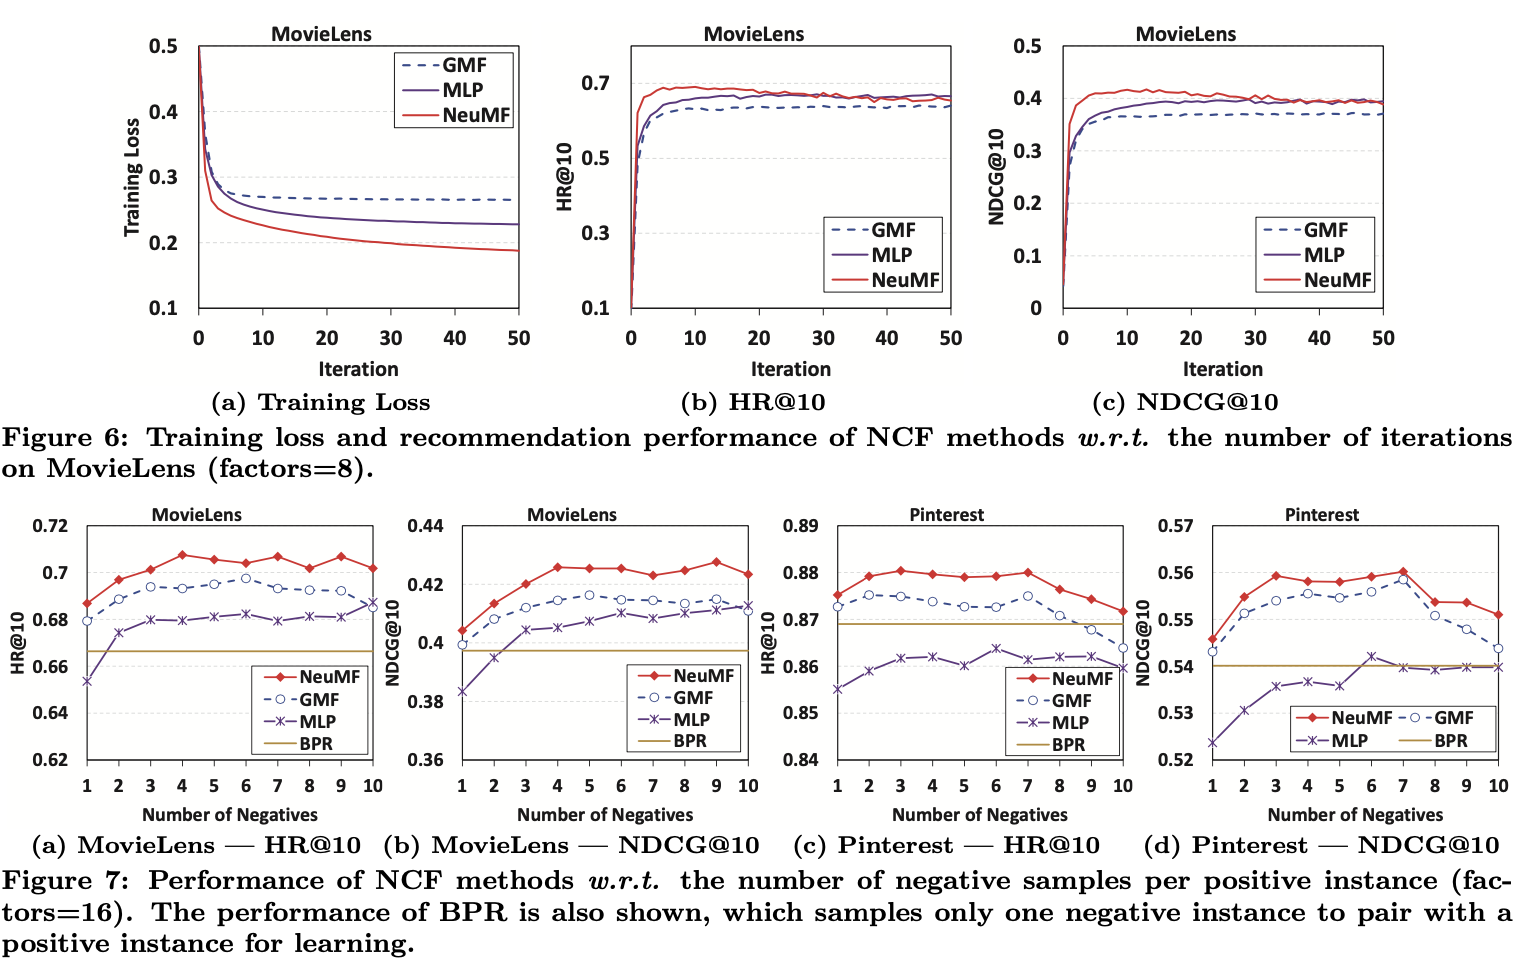 MovieLens
0.5
0.4
0.3
0.2
0.1
Training Loss
GMF
MLP
NeuMF
0 10 20 30 40 50
Iteration
(a) Training Loss
MovieLens
0.7
0.5
0.3
0.1
HR@10
GMF
MLP
NeuMF
0 10 20 30 40 50
Iteration
(b) HR@10
MovieLens
0.5
0.4
0.3
0.2
0.1
0
NDCG@10
GMF
MLP
NeuMF
0 10 20 30 40 50
Iteration
(c) NDCG@10
Figure 6: Training loss and recommendation performance of NCF methods w.r.t. the number of iterations
on MovieLens (factors=8).
MovieLens
0.72
0.7
0.68
0.66
0.64
0.62
HR@10
NeuMF
GMF
MLP
BPR
1 2 3 4 5 6 7 8 9 10
Number of Negatives
(a) MovieLens — HR@10
MovieLens
0.44
0.42
0.4
0.38
0.36
NDCG@10
NeuMF
GMF
MLP
BPR
1 2 3 4 5 6 7 8 9 10
Number of Negatives
(b) MovieLens — NDCG@10
Pinterest
0.89
0.88
0.87
0.86
0.85
0.84
HR@10
NeuMF
GMF
MLP
BPR
1 2 3 4 5 6 7 8 9 10
Number of Negatives
(c) Pinterest — HR@10
Pinterest
0.57
0.56
0.55
0.54
0.53
0.52
NDCG@10
NeuMF GMF
MLP BPR
1 2 3 4 5 6 7 8 9 10
Number of Negatives
(d) Pinterest — NDCG@10
Figure 7: Performance of NCF methods w.r.t. the number of negative samples per positive instance (fac-
tors=16). The performance of BPR is also shown, which samples only one negative instance to pair with a
positive instance for learning.